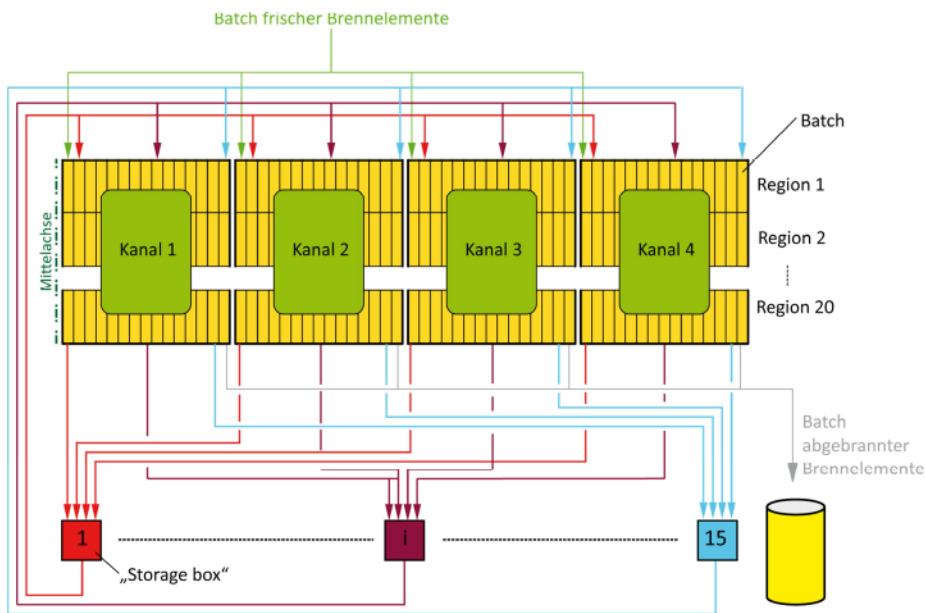 Batch frischer Brennelemente
Batch
Mittelachse
Region 1
Kanal 1
Kanal 2
Kanal 3
Kanal 4
Region 2
Region 20
Batch
abgebrannter
Brennelemente
1
i
15
„Storage box“